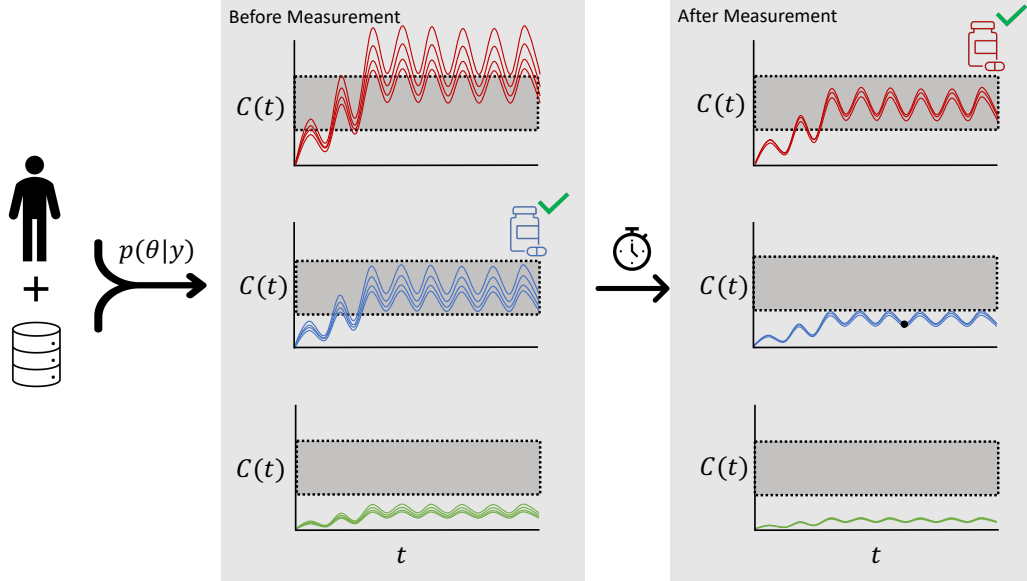 Before Measurement
C(t)
C(t)
C(t)
t
p(θ|y)
After Measurement
C(t)
C(t)
C(t)
t